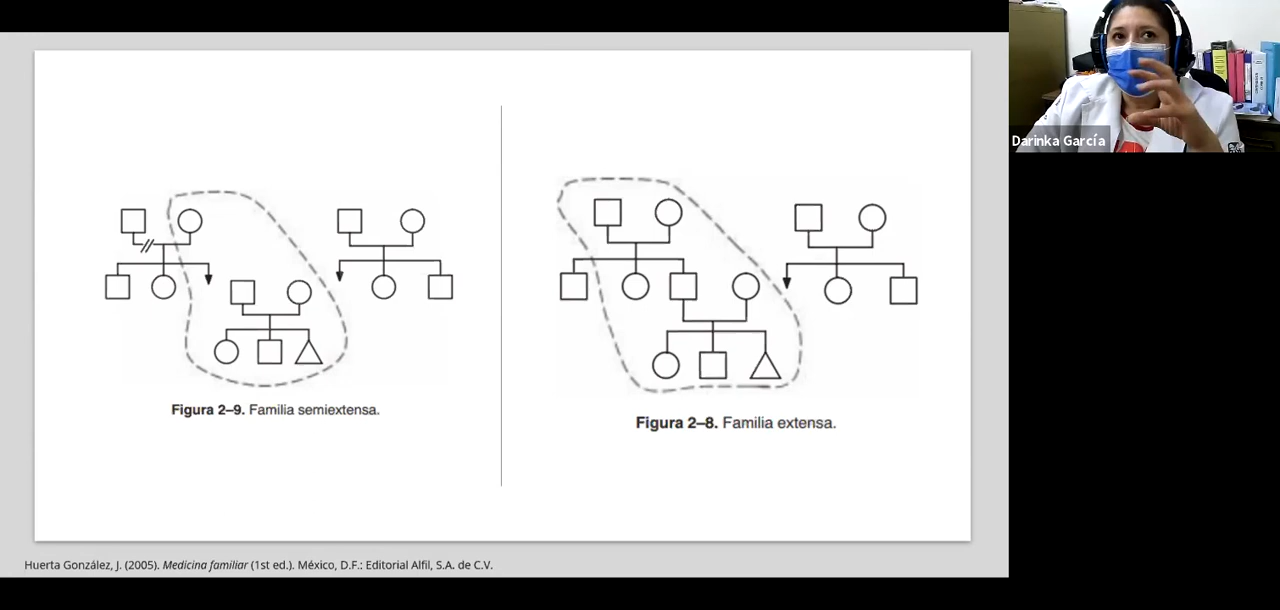 Darinka García
Figura 2–9. Familia semiextensa.
Figura 2–8. Familia extensa.
Huerta González, J. (2005). Medicina familiar (1st ed.). México, D.F.: Editorial Alfil, S.A. de C.V.